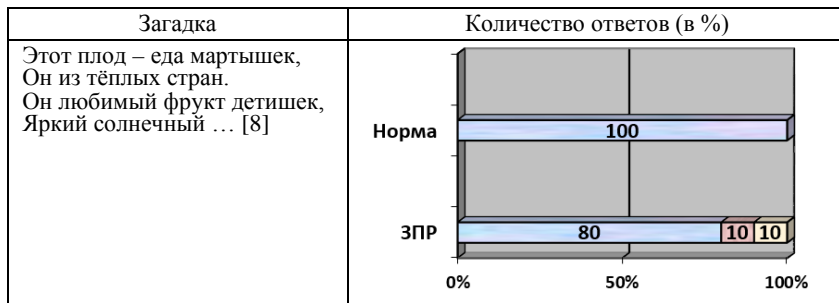 Загадка
Количество ответов (в %)
Этот плод – еда мартышек,
Он из тёплых стран.
Он любимый фрукт детишек,
Яркий солнечный … [8]
Норма
100
ЗПР
80
10
10
0%
50%
100%